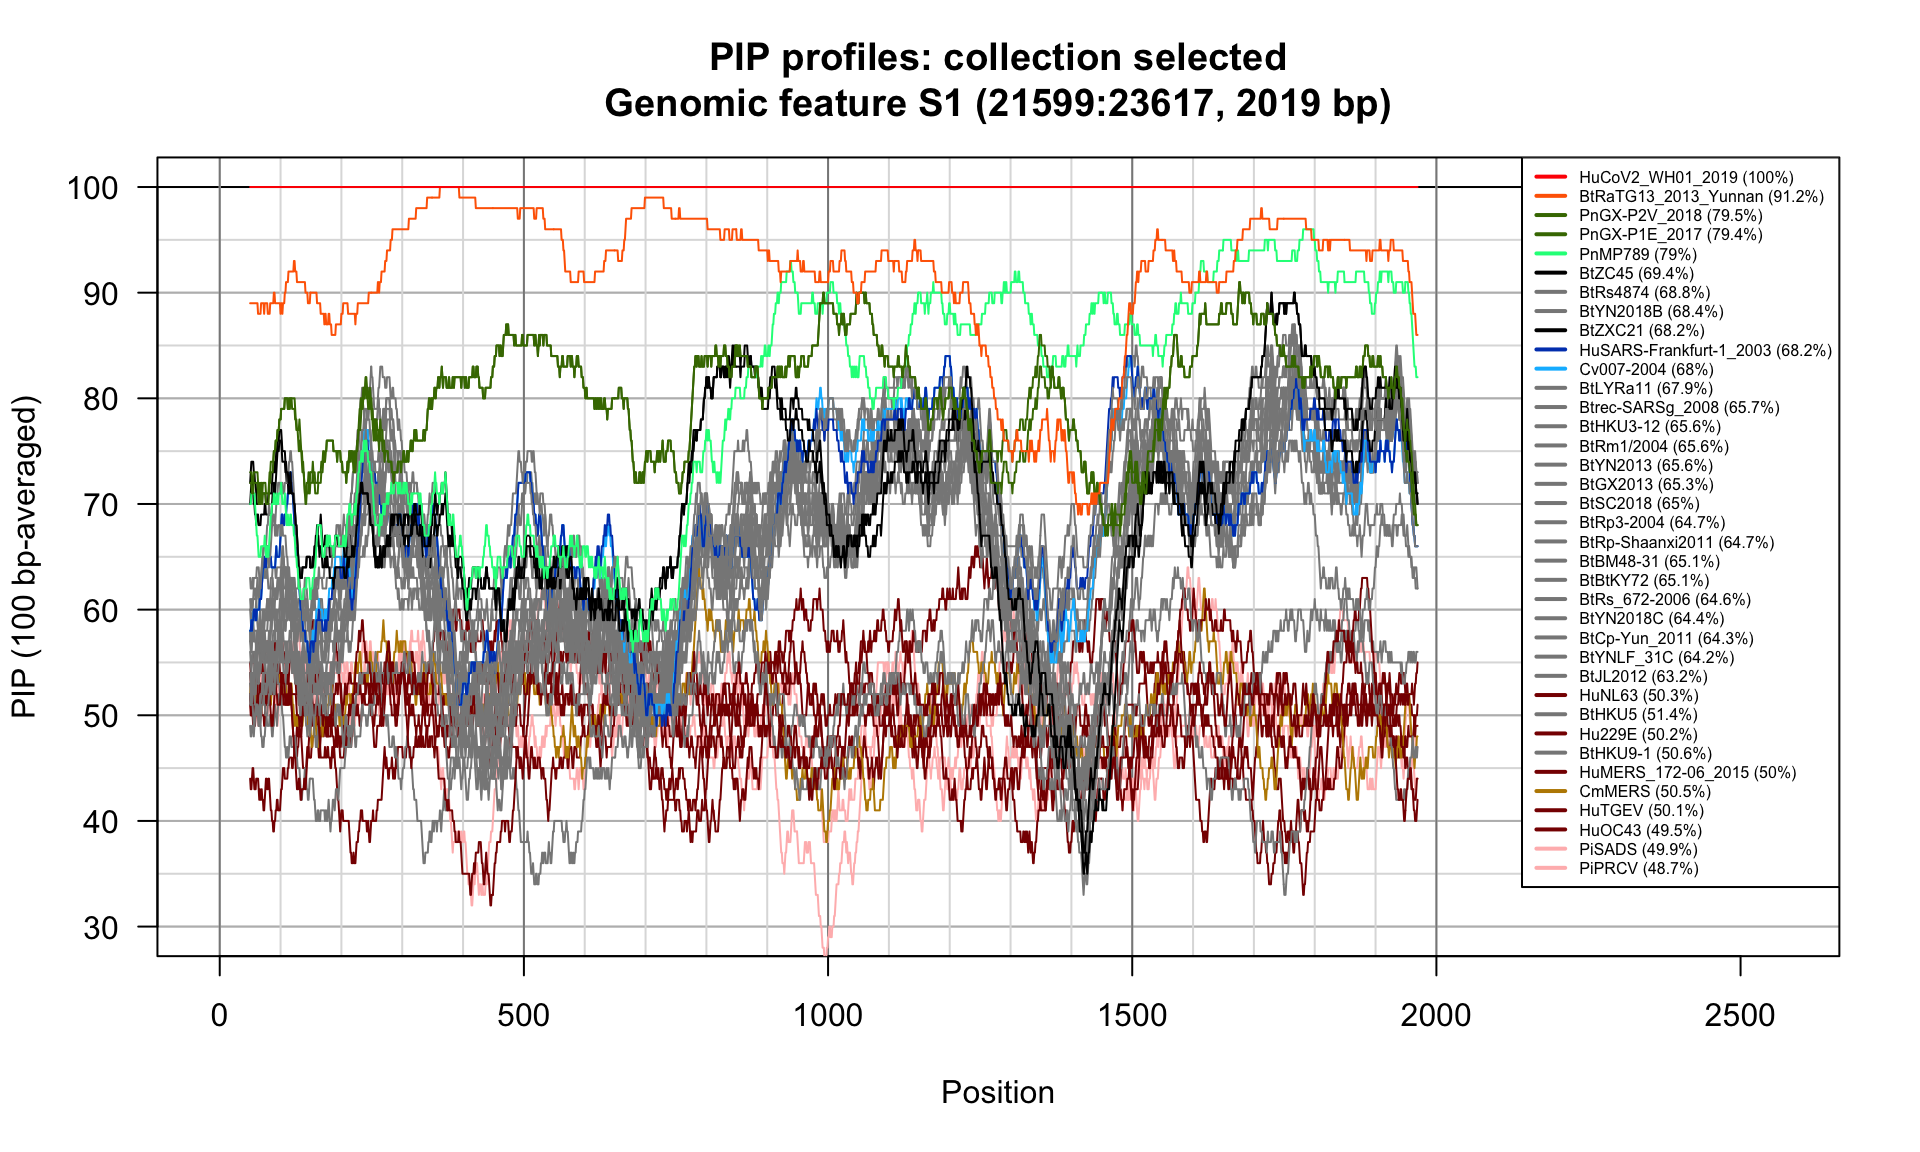 PIP profiles: collection selected
Genomic feature S1 (21599:23617, 2019 bp)
PIP (100 bp-averaged)
100
90
80
70
60
50
40
30
0
500
1000
1500
2000
2500
Position
HuCoV2_WH01_2019 (100%)
BtRaTG13_2013_Yunnan (91.2%)
PnGX-P2V_2018 (79.5%)
PnGX-P1E_2017 (79.4%)
PnMP789 (79%)
BtZC45 (69.4%)
BtRs4874 (68.8%)
BtYN2018B (68.4%)
BtZXC21 (68.2%)
HuSARS-Frankfurt-1_2003 (68.2%)
Cv007-2004 (68%)
BtLYRa11 (67.9%)
Btrec-SARSg_2008 (65.7%)
BtHKU3-12 (65.6%)
BtRm1/2004 (65.6%)
BtYN2013 (65.6%)
BtGX2013 (65.3%)
BtSC2018 (65%)
BtRp3-2004 (64.7%)
BtRp-Shaanxi2011 (64.7%)
BtBM48-31 (65.1%)
BtBtKY72 (65.1%)
BtRs_672-2006 (64.6%)
BtYN2018C (64.4%)
BtCp-Yun_2011 (64.3%)
BtYNLF_31C (64.2%)
BtJL2012 (63.2%)
HuNL63 (50.3%)
BtHKU5 (51.4%)
Hu229E (50.2%)
BtHKU9-1 (50.6%)
HuMERS_172-06_2015 (50%)
CmMERS (50.5%)
HuTGEV (50.1%)
HuOC43 (49.5%)
PiSADS (49.9%)
PiPRCV (48.7%)